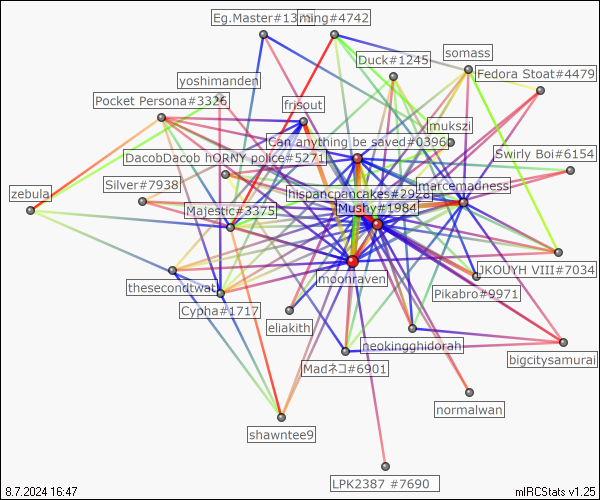 Eg.Master#1378
ming#4742
Duck#1245
somass
Fedora Stoat#4479
yoshimanden
Pocket Persona#3326
frisout
mukszi
Can anything be saved#0396
DacobDacob hORNY police#5271
Swirly Boi#6154
Silver#7938
hispancpancakes#2928
marcemadness
zebula
Majestic#3375
Mushy#1984
moonraven
JKOUYH VIII#7034
thesecondtwat
Pikabro#9971
Cypha#1717
eliakith
neokingghidorah
bigcitysamurai
Madネコ#6901
normalwan
shawntee9
LPK2387 #7690
8.7.2024 16:47
mIRCStats v1.25